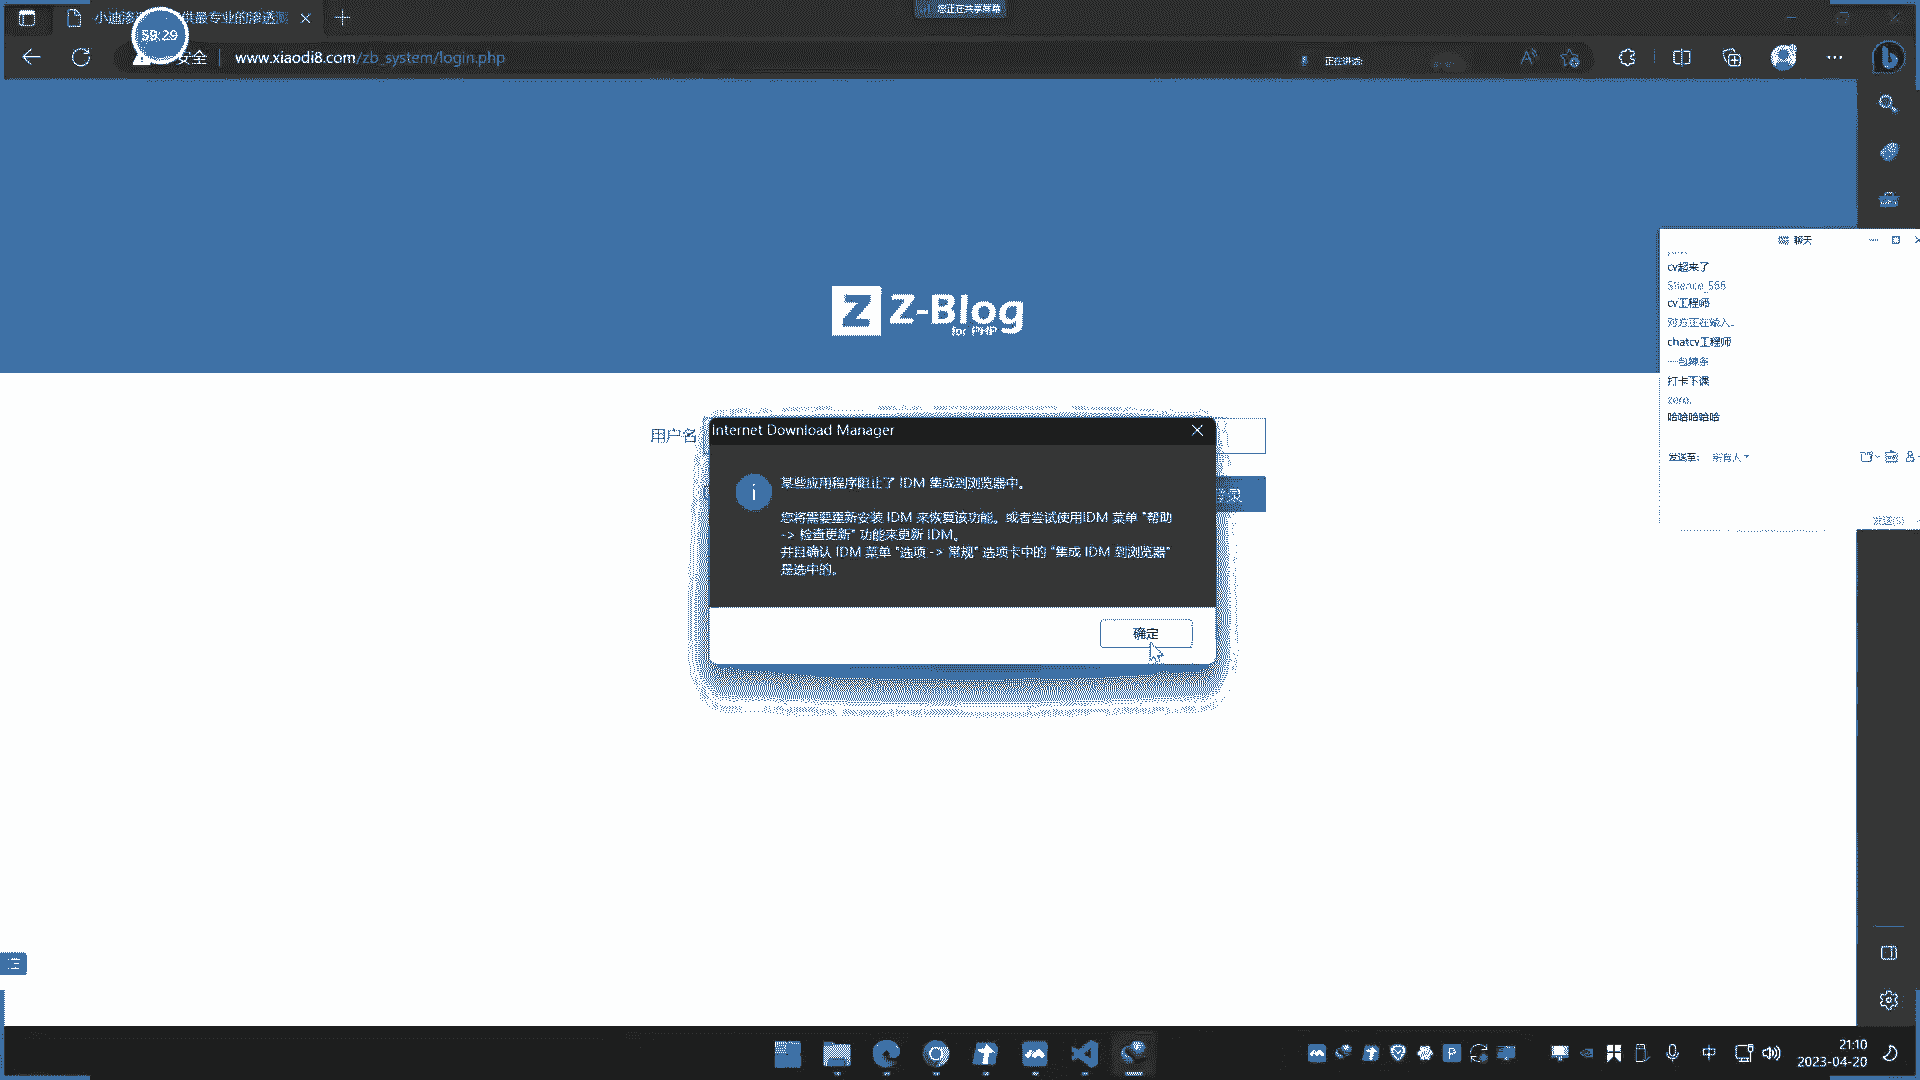 您正在共享屏幕
59:29
供最专业的渗透
安全
www.xiaodi8.com/zb_system/login.php
正在讲话:
Z-Blog
for PHP
聊天
cv起来了
Silence_566
cv工程师
对方正在输入.
chatcv工程师
一包辣条
打卡下课
zero.
哈哈哈哈哈
发送至:
所有人
发送(S)
用户名
登录
Internet Download Manager
某些应用程序阻止了 IDM 集成到浏览器中。
您将需要重新安装 IDM 来恢复该功能。或者尝试使用IDM 菜单 "帮助
-> 检查更新" 功能来更新 IDM。
并且确认 IDM 菜单 "选项 -> 常规" 选项卡中的 "集成 IDM 到浏览器"
是选中的。
确定
中
21:10
2023-04-20